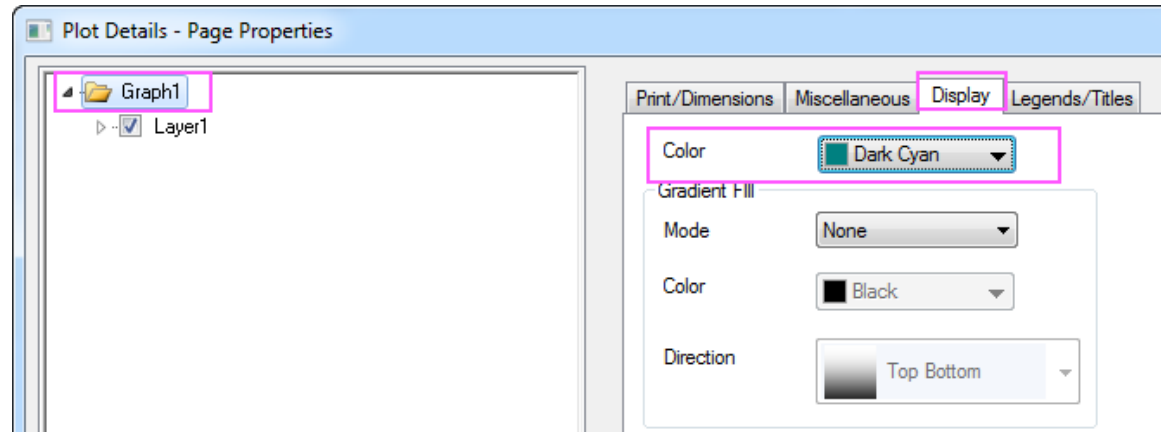 Plot Details - Page Properties
Graph1
Layer1
Print/Dimensions Miscellaneous Display Legends/Titles
Color Dark Cyan
Gradient FIll
Mode None
Color Black
Direction Top Bottom